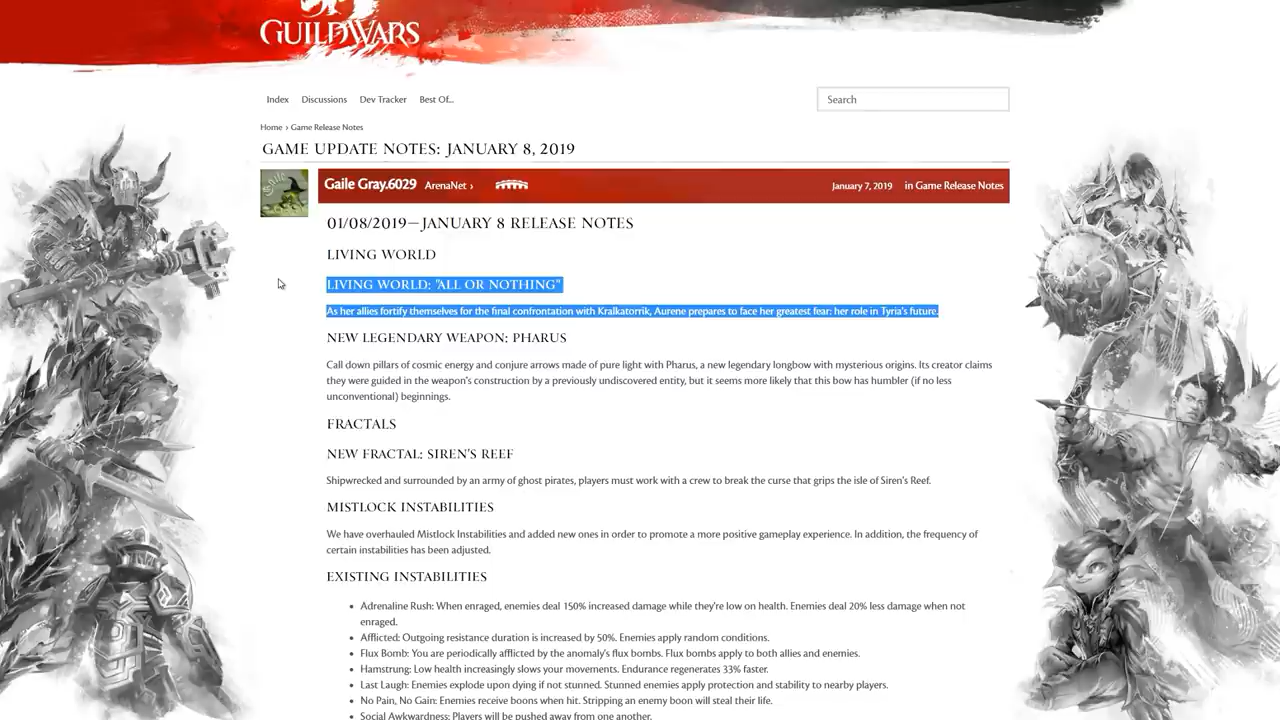 GUILDWARS
Index Discussions Dev Tracker Best Of... Search
Home › Game Release Notes
GAME UPDATE NOTES: JANUARY 8, 2019
Gaile Gray.6029 ArenaNet › January 7, 2019 in Game Release Notes
01/08/2019—JANUARY 8 RELEASE NOTES
LIVING WORLD
LIVING WORLD: "ALL OR NOTHING"
As her allies fortify themselves for the final confrontation with Kralkatorrik, Aurene prepares to face her greatest fear: her role in Tyria's future.
NEW LEGENDARY WEAPON: PHARUS
Call down pillars of cosmic energy and conjure arrows made of pure light with Pharus, a new legendary longbow with mysterious origins. Its creator claims
they were guided in the weapon's construction by a previously undiscovered entity, but it seems more likely that this bow has humbler (if no less
unconventional) beginnings.
FRACTALS
NEW FRACTAL: SIREN'S REEF
Shipwrecked and surrounded by an army of ghost pirates, players must work with a crew to break the curse that grips the isle of Siren's Reef.
MISTLOCK INSTABILITIES
We have overhauled Mistlock Instabilities and added new ones in order to promote a more positive gameplay experience. In addition, the frequency of
certain instabilities has been adjusted.
EXISTING INSTABILITIES
• Adrenaline Rush: When enraged, enemies deal 150% increased damage while they're low on health. Enemies deal 20% less damage when not
enraged.
• Afflicted: Outgoing resistance duration is increased by 50%. Enemies apply random conditions.
• Flux Bomb: You are periodically afflicted by the anomaly's flux bombs. Flux bombs apply to both allies and enemies.
• Hamstrung: Low health increasingly slows your movements. Endurance regenerates 33% faster.
• Last Laugh: Enemies explode upon dying if not stunned. Stunned enemies apply protection and stability to nearby players.
• No Pain, No Gain: Enemies receive boons when hit. Stripping an enemy boon will steal their life.
• Social Awkwardness: Players will be pushed away from one another.